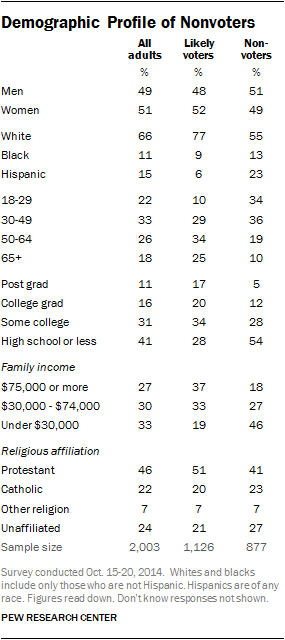 Demographic Profile of Nonvoters
All adults Likely voters Non-voters
% % %
Men 49 48 51
Women 51 52 49
White 66 77 55
Black 11 9 13
Hispanic 15 6 23
18-29 22 10 34
30-49 33 29 36
50-64 26 34 19
65+ 18 25 10
Post grad 11 17 5
College grad 16 20 12
Some college 31 34 28
High school or less 41 28 54
Family income
$75,000 or more 27 37 18
$30,000 - $74,000 30 33 27
Under $30,000 33 19 46
Religious affiliation
Protestant 46 51 41
Catholic 22 20 23
Other religion 7 7 7
Unaffiliated 24 21 27
Sample size 2,003 1,126 877
Survey conducted Oct. 15-20, 2014. Whites and blacks
include only those who are not Hispanic. Hispanics are of any
race. Figures read down. Don't know responses not shown.
PEW RESEARCH CENTER